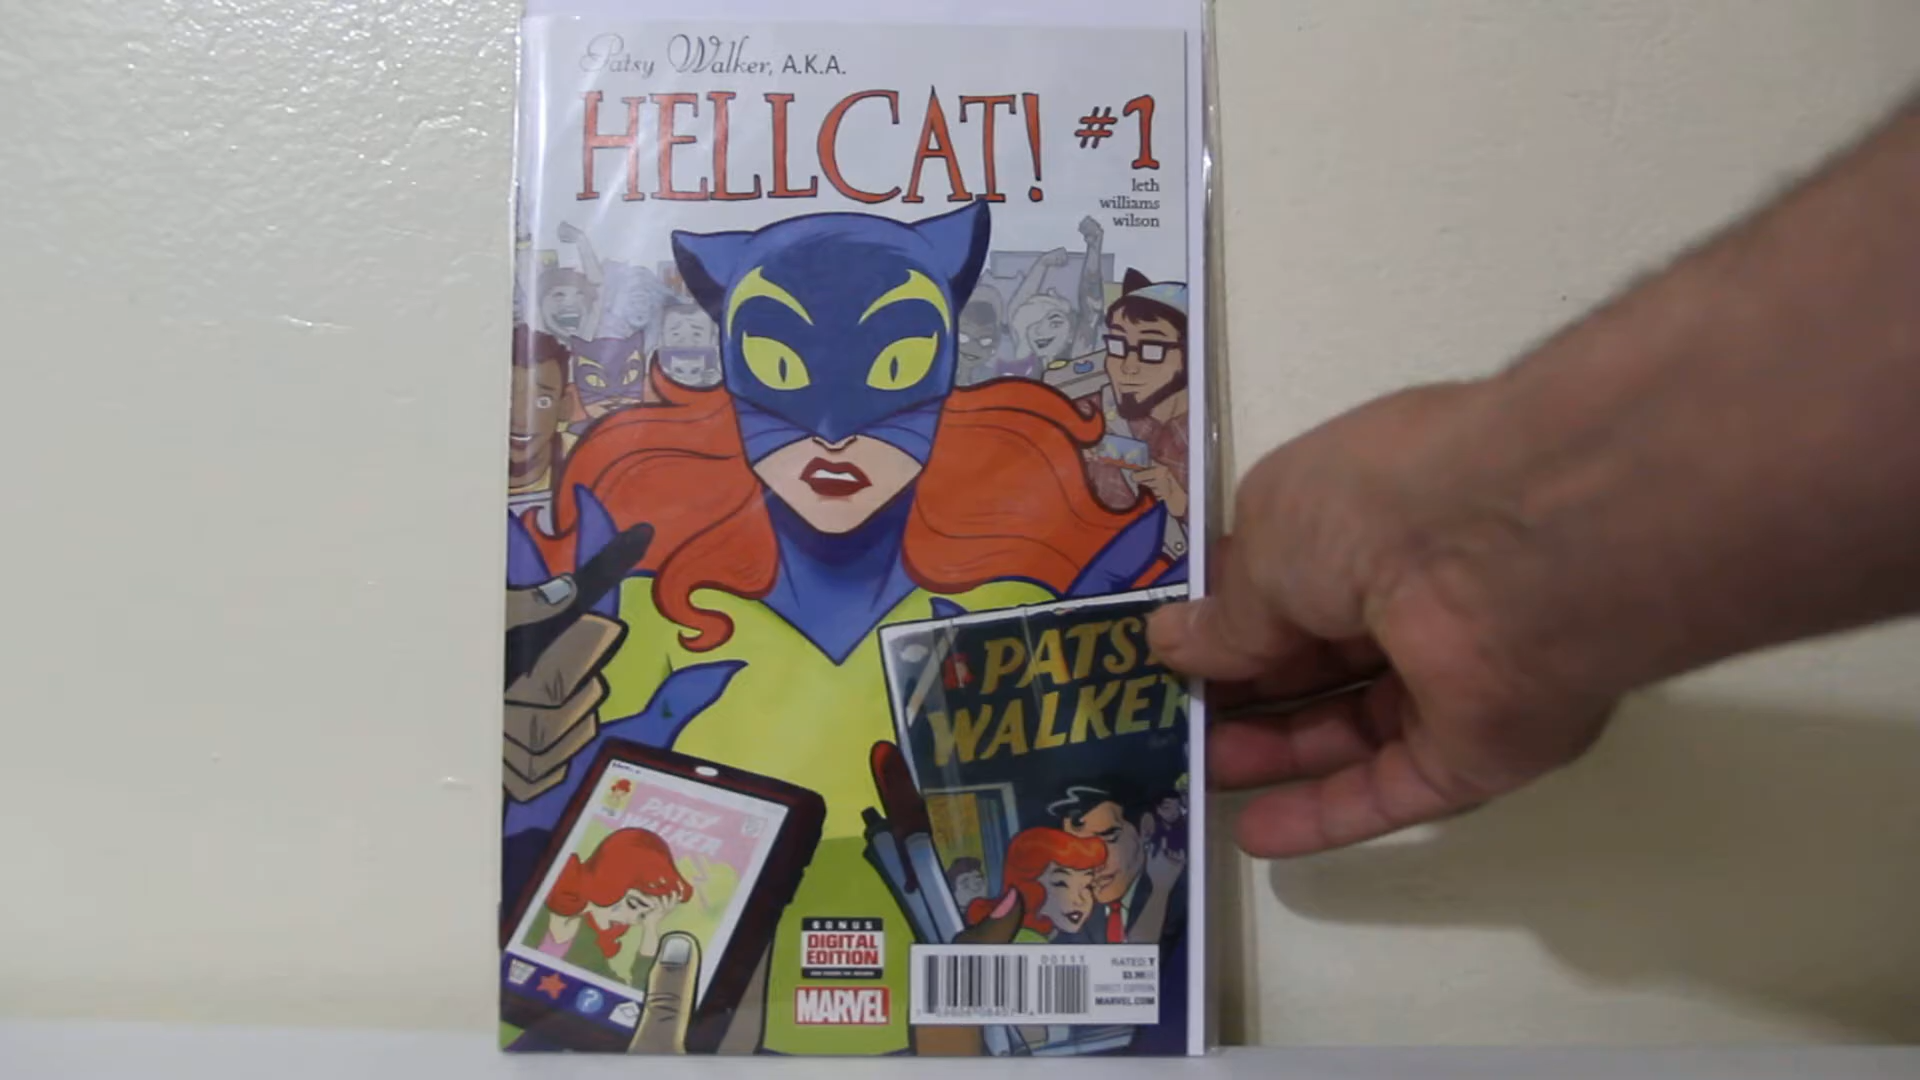 Patsy Walker, A.K.A.
HELLCAT!
#1
leth
williams
wilson
PATSY
WALKER
PATSY
WALKER
BONUS
DIGITAL
EDITION
MARVEL
00111
RATED T
$3.99
DIRECT EDITION
MARVEL.COM